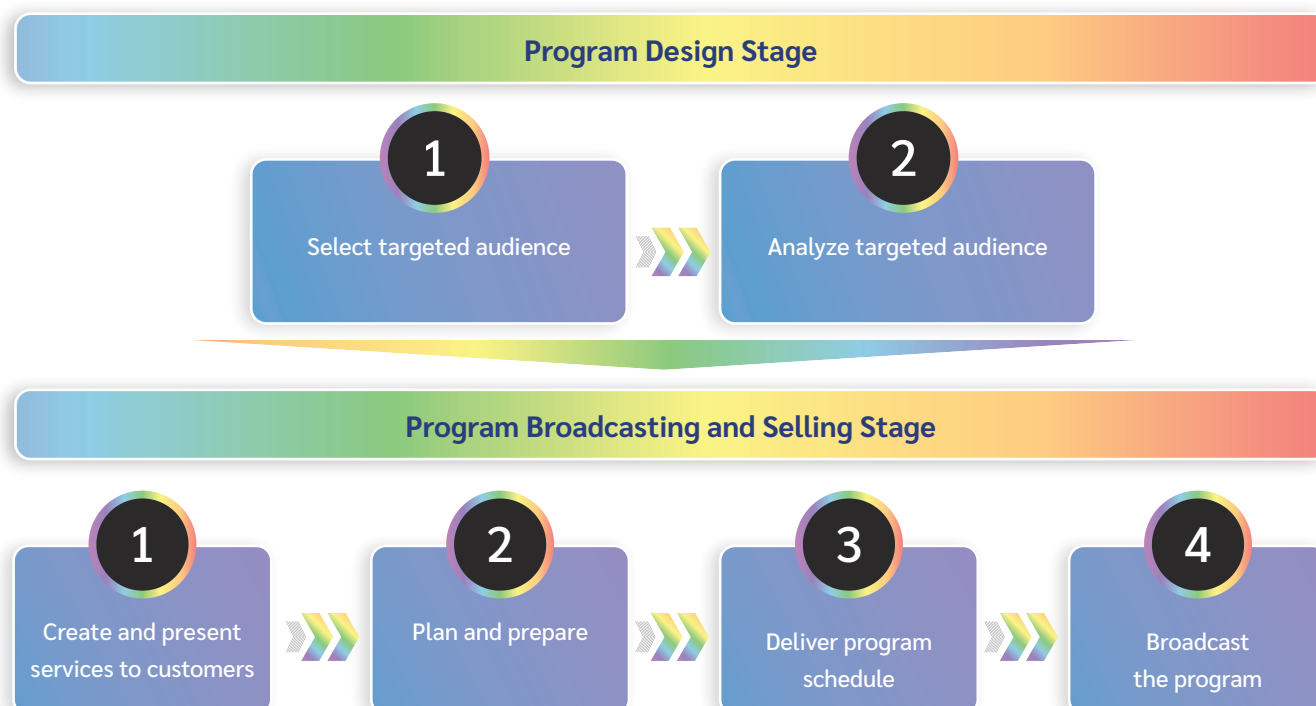 Program Design Stage
1
2
Select targeted audience
Analyze targeted audience
Program Broadcasting and Selling Stage
1
2
3
4
Create and present
services to customers
Plan and prepare
Deliver program
schedule
Broadcast
the program